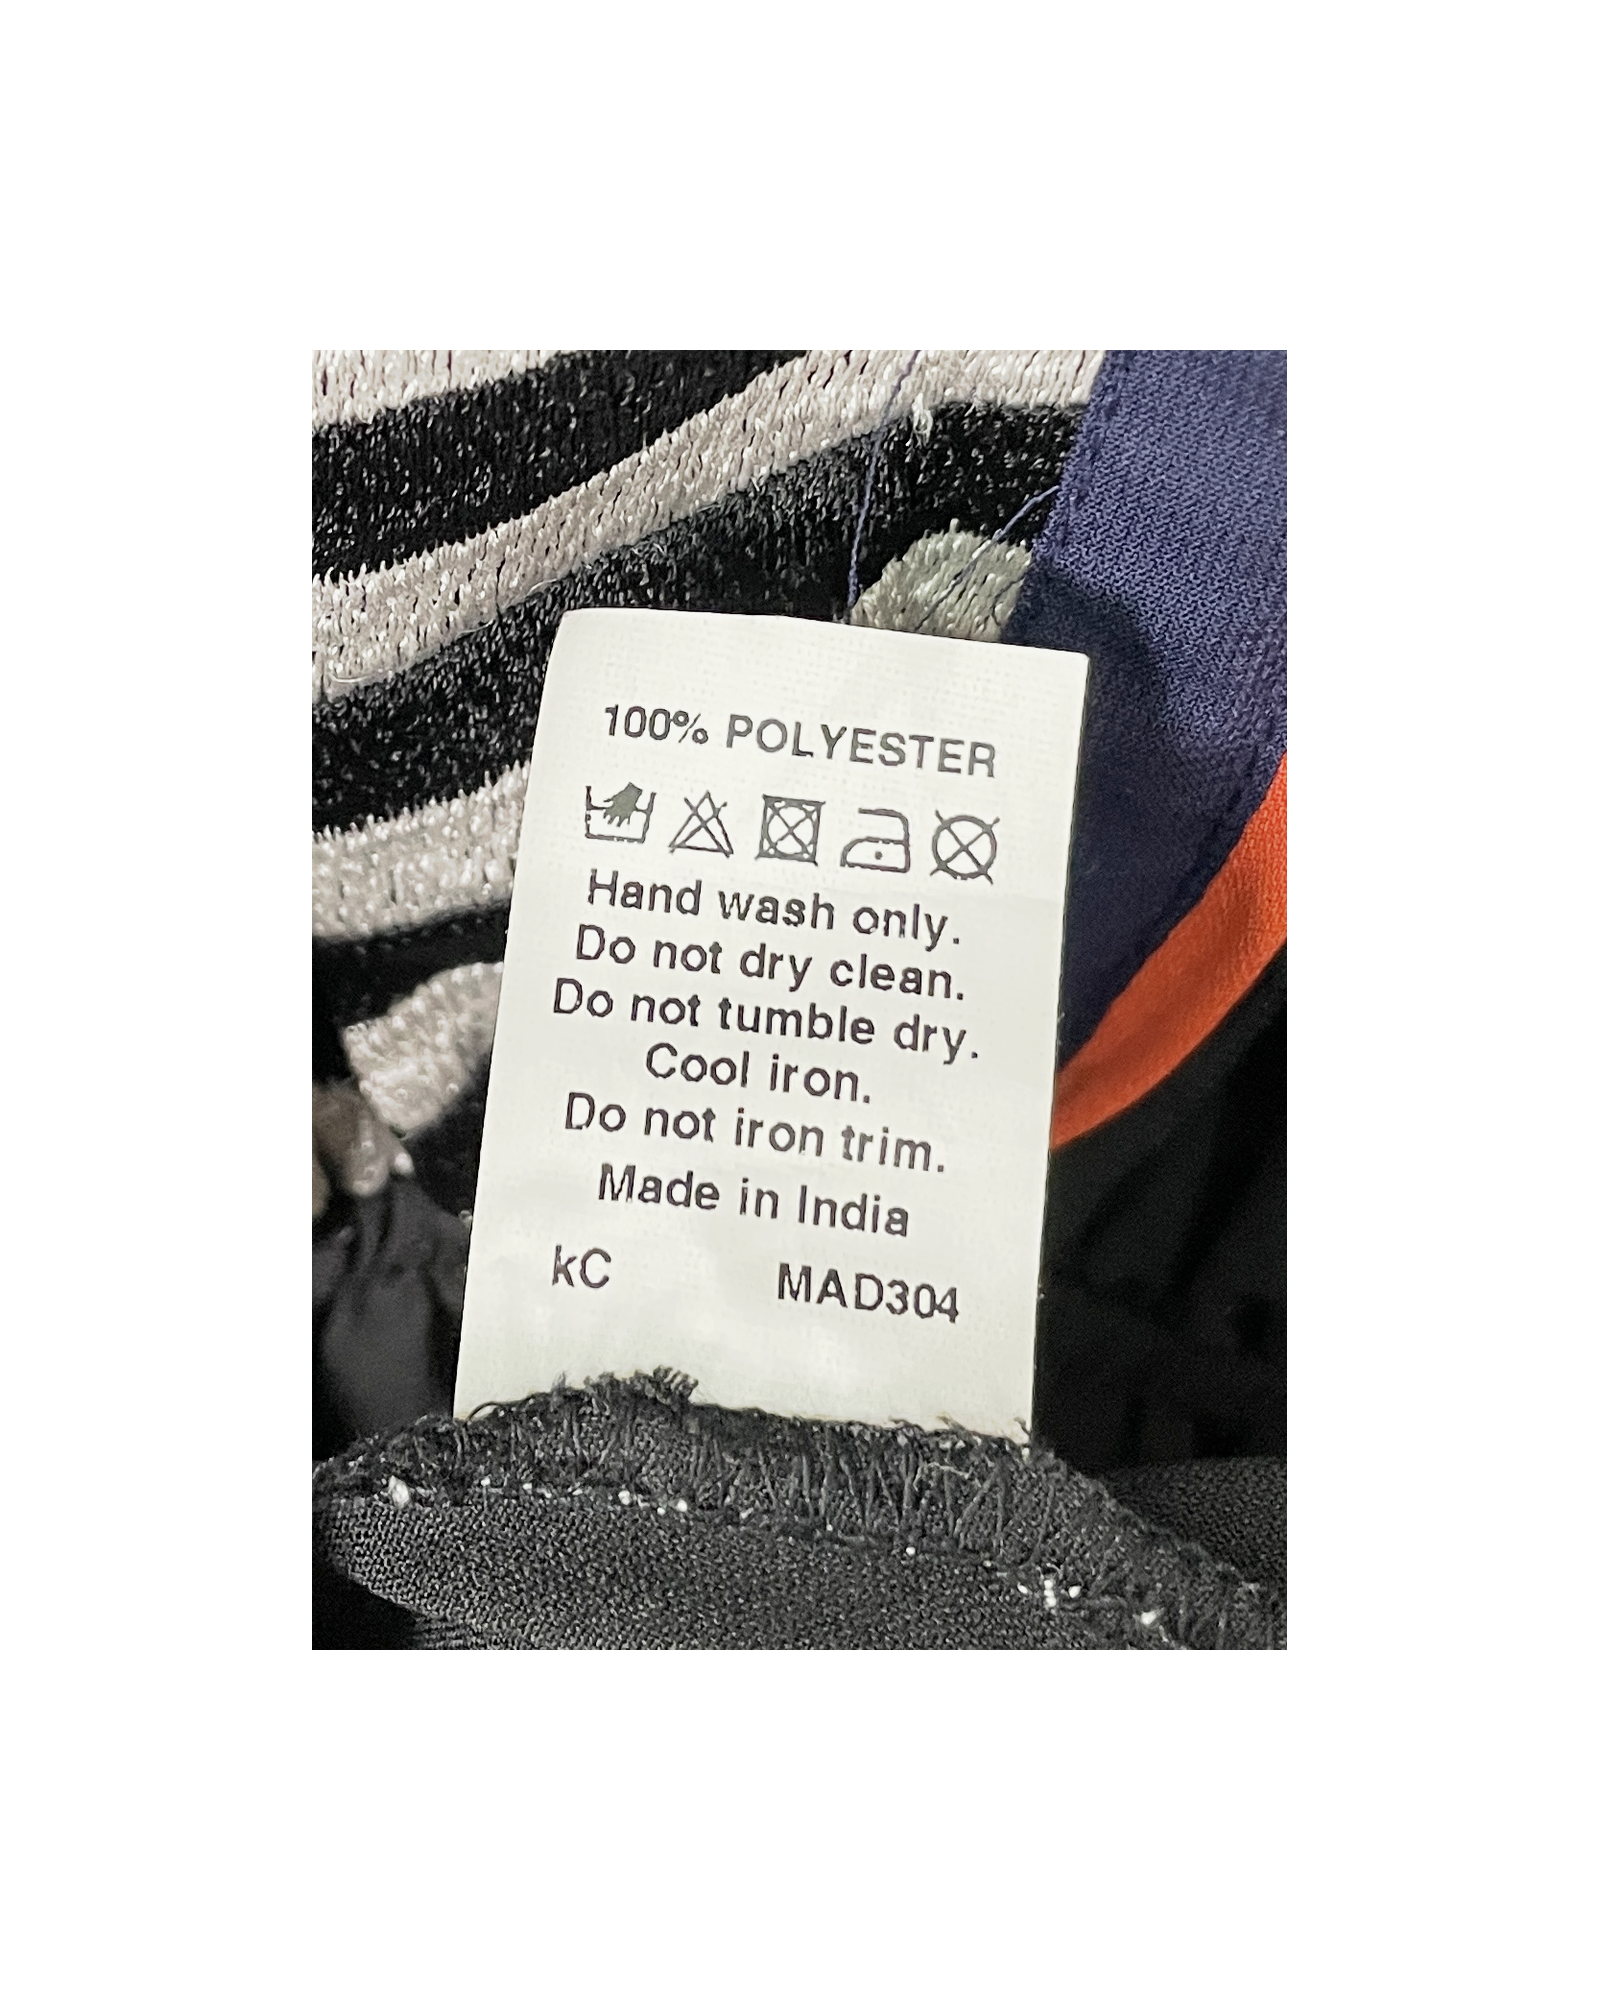 100% POLYESTER
Hand wash only.
Do not dry clean.
Do not tumble dry.
Cool iron.
Do not iron trim.
Made in India
kC MAD304